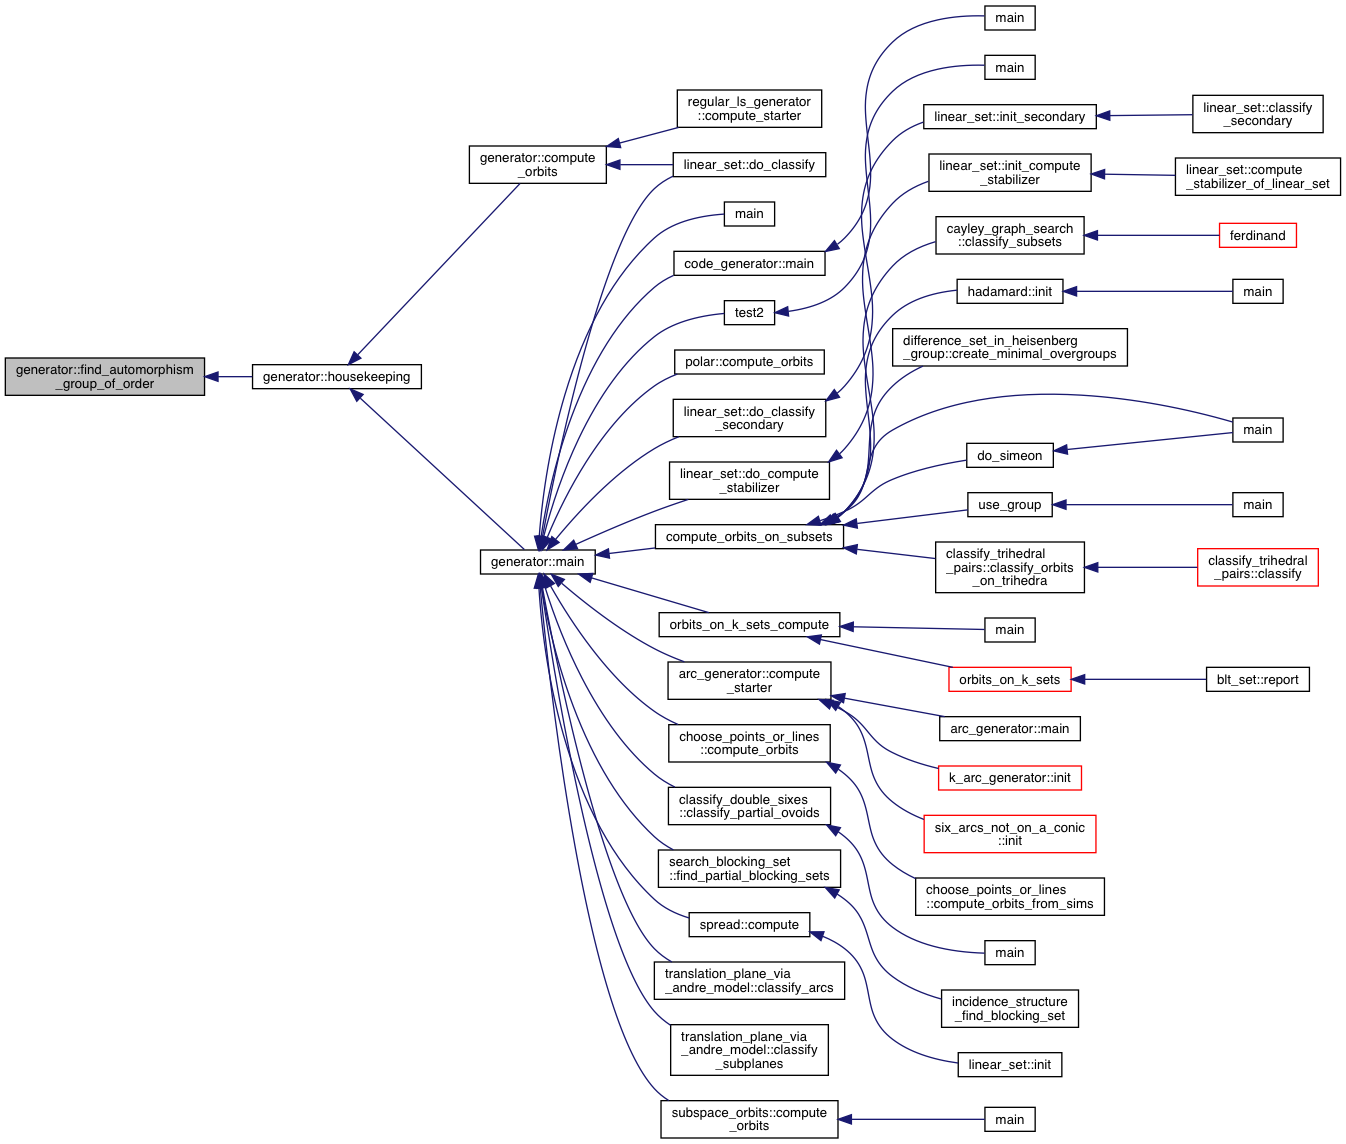 generator::find_automorphism
_group_of_order
generator::housekeeping
generator::compute
_orbits
generator::main
regular_ls_generator
::compute_starter
linear_set::do_classify
main
code_generator::main
test2
polar::compute_orbits
linear_set::do_classify
_secondary
linear_set::do_compute
_stabilizer
compute_orbits_on_subsets
orbits_on_k_sets_compute
arc_generator::compute
_starter
choose_points_or_lines
::compute_orbits
classify_double_sixes
::classify_partial_ovoids
search_blocking_set
::find_partial_blocking_sets
spread::compute
translation_plane_via
_andre_model::classify_arcs
translation_plane_via
_andre_model::classify
_subplanes
subspace_orbits::compute
_orbits
main
main
linear_set::init_secondary
linear_set::init_compute
_stabilizer
cayley_graph_search
::classify_subsets
hadamard::init
difference_set_in_heisenberg
_group::create_minimal_overgroups
do_simeon
use_group
classify_trihedral
_pairs::classify_orbits
_on_trihedra
main
orbits_on_k_sets
arc_generator::main
k_arc_generator::init
six_arcs_not_on_a_conic
::init
choose_points_or_lines
::compute_orbits_from_sims
main
incidence_structure
_find_blocking_set
linear_set::init
main
linear_set::classify
_secondary
linear_set::compute
_stabilizer_of_linear_set
ferdinand
main
main
main
classify_trihedral
_pairs::classify
blt_set::report